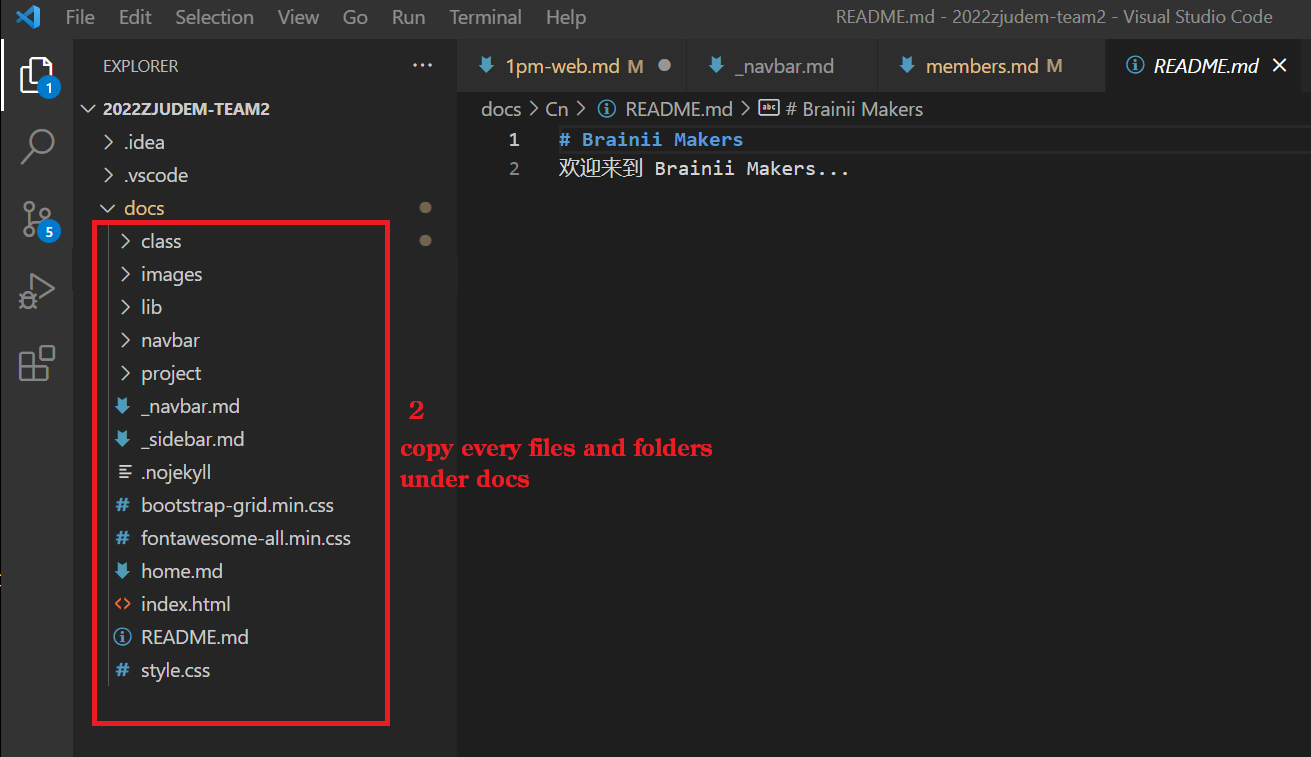 File Edit Selection View Go Run Terminal Help README.md - 2022zjudem-team2 - Visual Studio Code
EXPLORER ···
1pm-web.md M _navbar.md members.md M README.md
1
2022ZJUDEM-TEAM2
docs > Cn > README.md > # Brainii Makers
.idea
1 # Brainii Makers
.vscode
2 欢迎来到 Brainii Makers...
docs
5
class
images
lib
navbar
project
_navbar.md
_sidebar.md
.nojekyll
bootstrap-grid.min.css
fontawesome-all.min.css
home.md
index.html
README.md
style.css
2
copy every files and folders
under docs